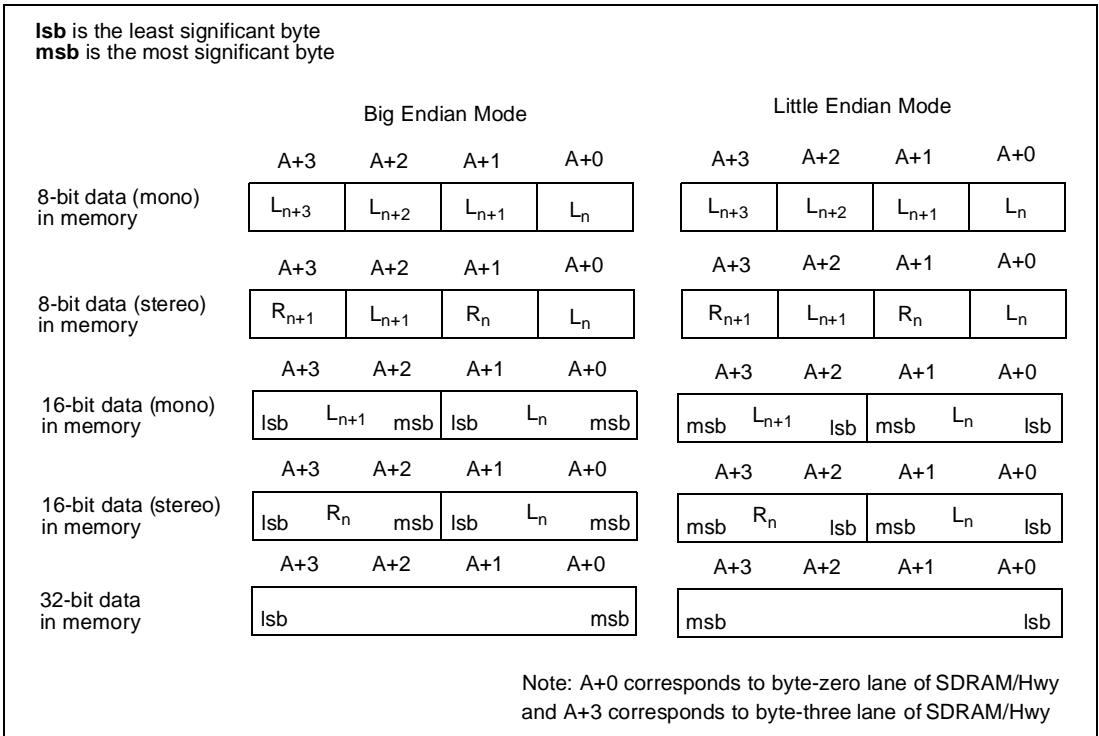 lsb is the least significant byte
msb is the most significant byte
Big Endian Mode Little Endian Mode
A+3 A+2 A+1 A+0 A+3 A+2 A+1 A+0
8-bit data (mono)
in memory
Ln+3 Ln+2 Ln+1 Ln Ln+3 Ln+2 Ln+1 Ln
A+3 A+2 A+1 A+0 A+3 A+2 A+1 A+0
8-bit data (stereo)
in memory
Rn+1 Ln+1 Rn Ln Rn+1 Ln+1 Rn Ln
A+3 A+2 A+1 A+0 A+3 A+2 A+1 A+0
16-bit data (mono)
in memory
lsb Ln+1 msb lsb Ln msb msb Ln+1 lsb msb Ln lsb
A+3 A+2 A+1 A+0 A+3 A+2 A+1 A+0
16-bit data (stereo)
in memory
lsb Rn msb lsb Ln msb msb Rn lsb msb Ln lsb
A+3 A+2 A+1 A+0 A+3 A+2 A+1 A+0
32-bit data
in memory
lsb msb msb lsb
Note: A+0 corresponds to byte-zero lane of SDRAM/Hwy
and A+3 corresponds to byte-three lane of SDRAM/Hwy